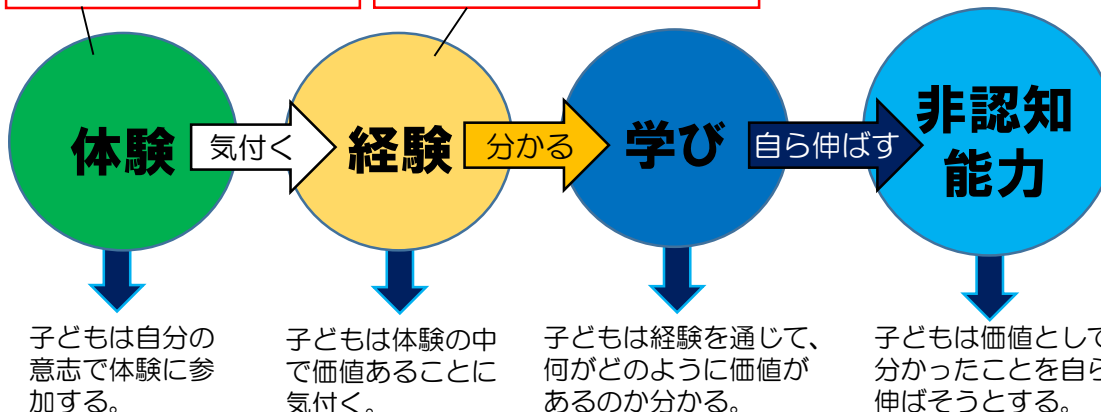 体験
気付く
経験
分かる
学び
自ら伸ばす
非認知
能力
子どもは自分の
意志で体験に参
加する。
子どもは体験の中
で価値あることに
気付く。
子どもは経験を通じて、
何がどのように価値が
あるのか分かる。
子どもは価値として
分かったことを自ら
伸ばそうとする。